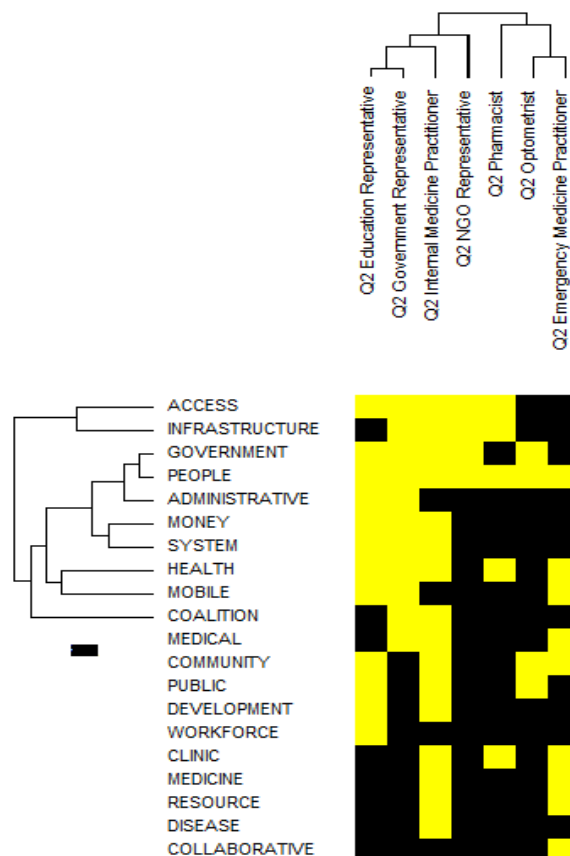 Q2 Education Representative
Q2 Government Representative
Q2 Internal Medicine Practitioner
Q2 NGO Representative
Q2 Pharmacist
Q2 Optometrist
Q2 Emergency Medicine Practitioner
ACCESS
INFRASTRUCTURE
GOVERNMENT
PEOPLE
ADMINISTRATIVE
MONEY
SYSTEM
HEALTH
MOBILE
COALITION
MEDICAL
COMMUNITY
PUBLIC
DEVELOPMENT
WORKFORCE
CLINIC
MEDICINE
RESOURCE
DISEASE
COLLABORATIVE